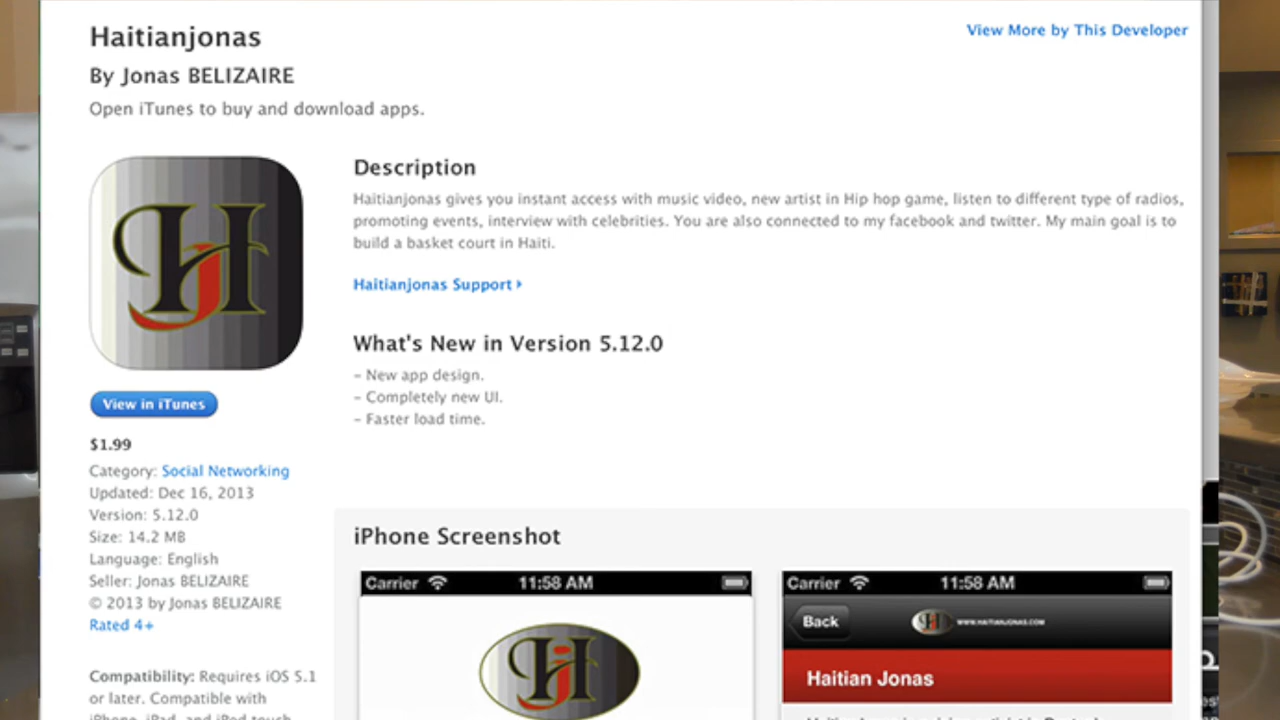 Haitianjonas
View More by This Developer
By Jonas BELIZAIRE
Open iTunes to buy and download apps.
Description
Haitianjonas gives you instant access with music video, new artist in Hip hop game, listen to different type of radios,
promoting events, interview with celebrities. You are also connected to my facebook and twitter. My main goal is to
build a basket court in Haiti.
Haitianjonas Support
What's New in Version 5.12.0
- New app design.
- Completely new UI.
- Faster load time.
View in iTunes
$1.99
Category: Social Networking
Updated: Dec 16, 2013
Version: 5.12.0
Size: 14.2 MB
Language: English
Seller: Jonas BELIZAIRE
© 2013 by Jonas BELIZAIRE
Rated 4+
Compatibility: Requires iOS 5.1
or later. Compatible with
iPhone, iPad, and iPod touch
iPhone Screenshot
Carrier 11:58 AM
HJ
Carrier 11:58 AM
Back
WWW.HAITIANJONAS.COM
Haitian Jonas